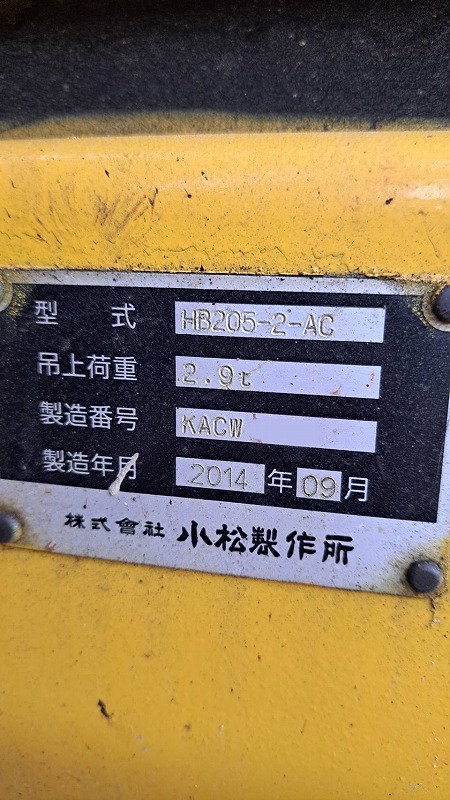 型 式 HB205-2-AC
吊上荷重 2.9t
製造番号 KACW
製造年月 2014 年 09 月
株式會社 小松製作所